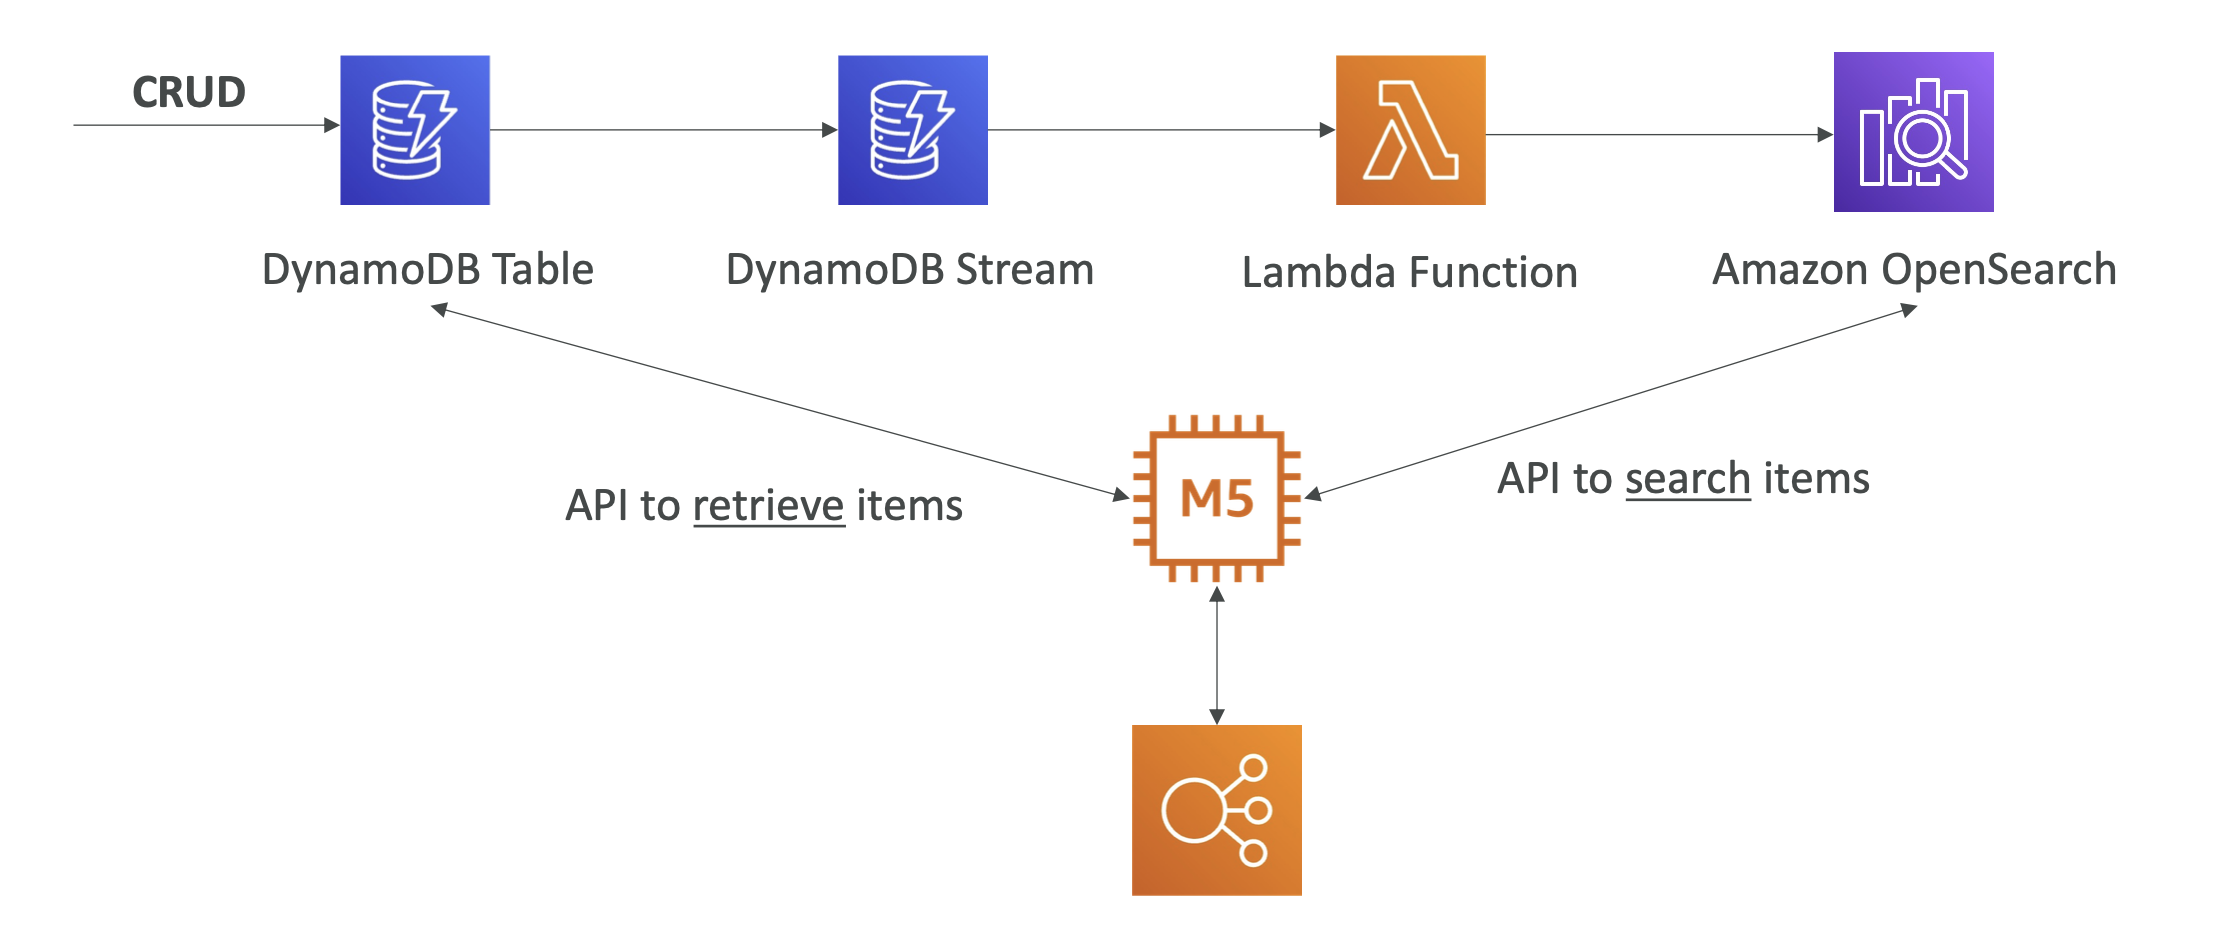 CRUD
DynamoDB Table
DynamoDB Stream
Lambda Function
Amazon OpenSearch
API to retrieve items
M5
API to search items